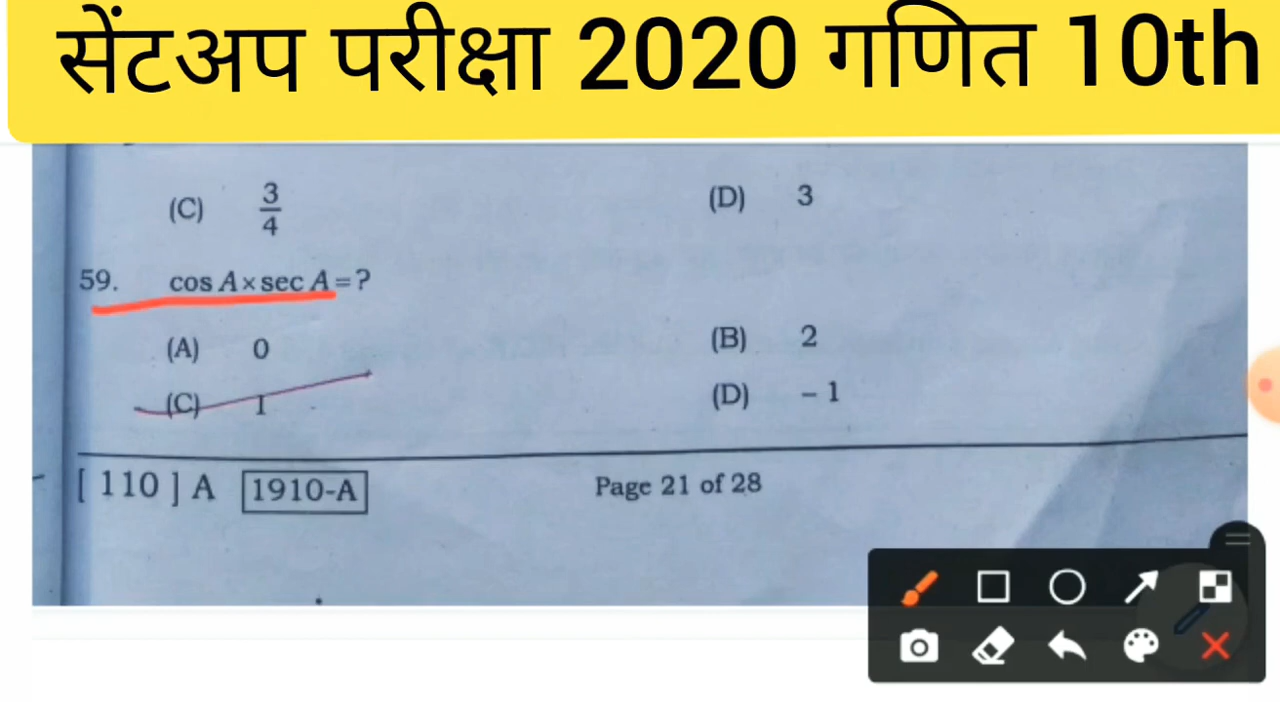 सेंटअप परीक्षा 2020 गणित 10th
(C) 3/4 (D) 3
59. cos A × sec A = ?
(A) 0 (B) 2
(C) 1 (D) – 1
[ 110 ] A 1910-A Page 21 of 28